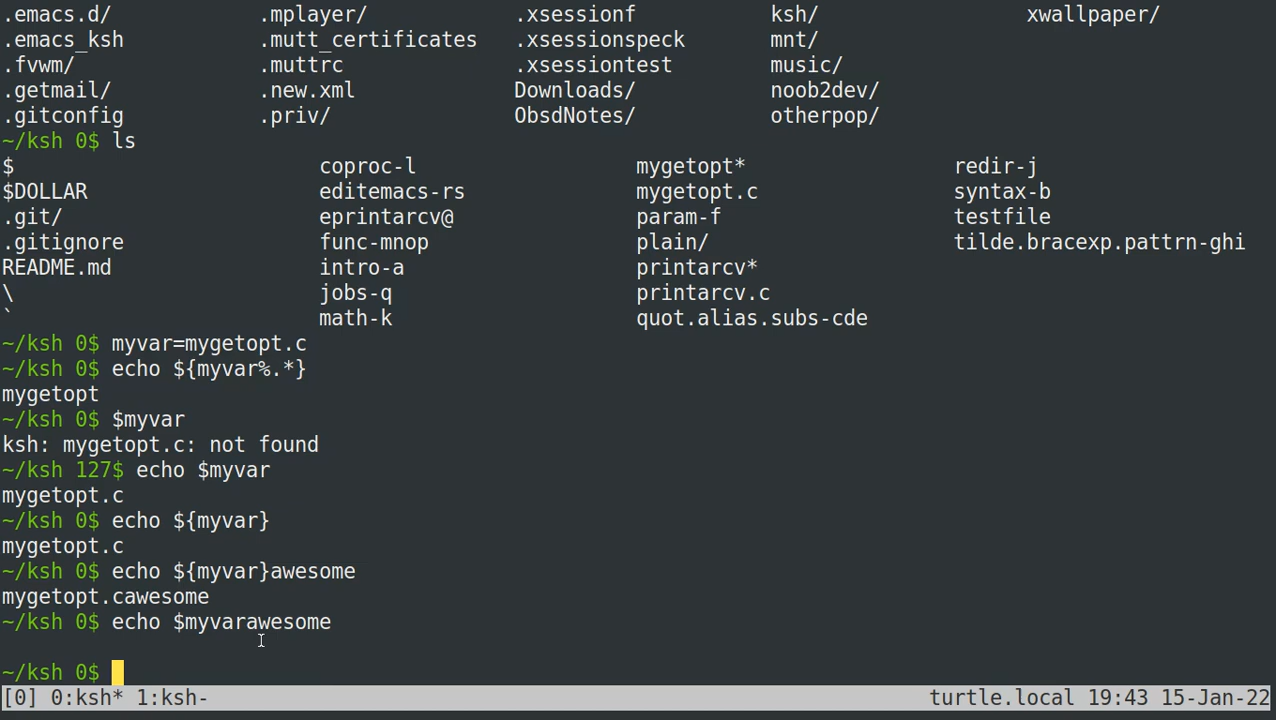 .emacs.d/ .mplayer/ .xsessionf ksh/ xwallpaper/
.emacs_ksh .mutt_certificates .xsessionspeck mnt/
.fvwm/ .muttrc .xsessiontest music/
.getmail/ .new.xml Downloads/ noob2dev/
.gitconfig .priv/ ObsdNotes/ otherpop/
~/ksh 0$ ls
$ coproc-l mygetopt* redir-j
$DOLLAR editemacs-rs mygetopt.c syntax-b
.git/ eprintarcv@ param-f testfile
.gitignore func-mnop plain/ tilde.bracexp.pattrn-ghi
README.md intro-a printarcv*
\ jobs-q printarcv.c
` math-k quot.alias.subs-cde
~/ksh 0$ myvar=mygetopt.c
~/ksh 0$ echo ${myvar%.*}
mygetopt
~/ksh 0$ $myvar
ksh: mygetopt.c: not found
~/ksh 127$ echo $myvar
mygetopt.c
~/ksh 0$ echo ${myvar}
mygetopt.c
~/ksh 0$ echo ${myvar}awesome
mygetopt.cawesome
~/ksh 0$ echo $myvarawesome
~/ksh 0$
[0] 0:ksh* 1:ksh- turtle.local 19:43 15-Jan-22